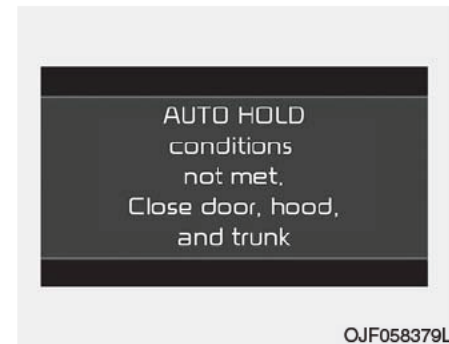 AUTO HOLD
conditions
not met.
Close door, hood,
and trunk
OJF058379L